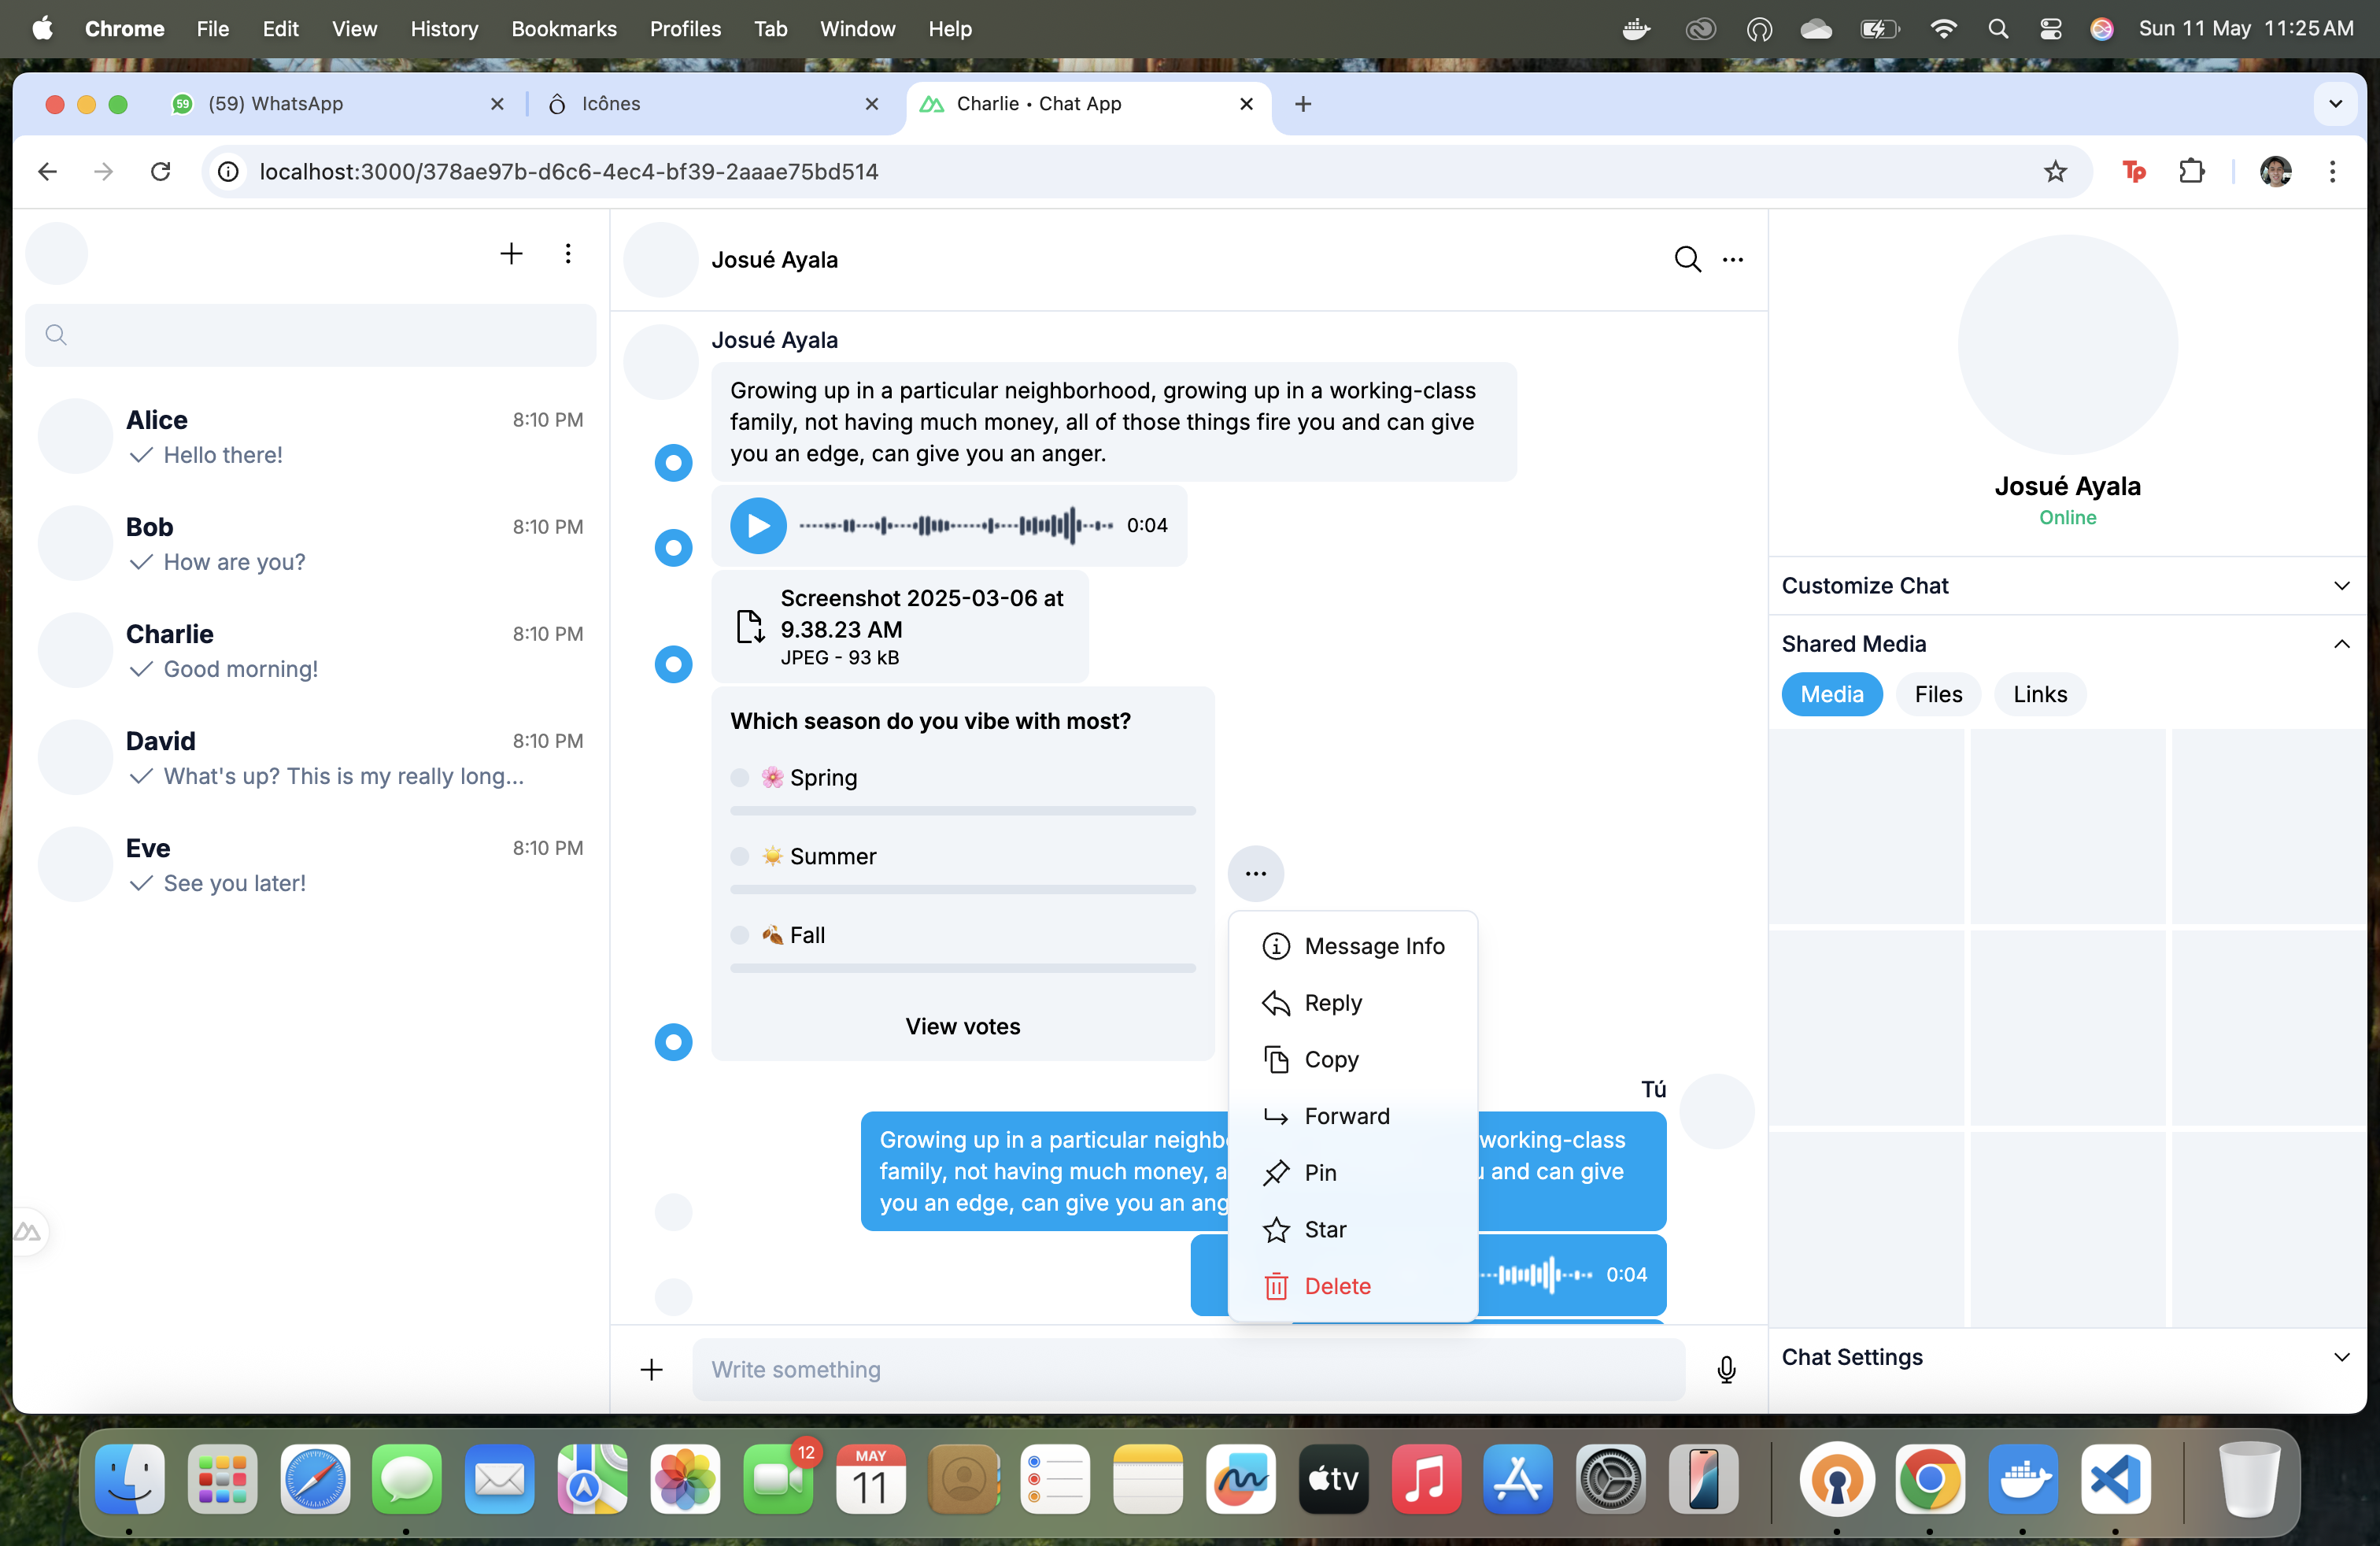 Chrome File Edit View History Bookmarks Profiles Tab Window Help
Sun 11 May 11:25 AM
59 (59) WhatsApp
Icônes
Charlie • Chat App
localhost:3000/378ae97b-d6c6-4ec4-bf39-2aaae75bd514
Tp
Alice 8:10 PM
Hello there!
Bob 8:10 PM
How are you?
Charlie 8:10 PM
Good morning!
David 8:10 PM
What's up? This is my really long...
Eve 8:10 PM
See you later!
Josué Ayala
Josué Ayala
Growing up in a particular neighborhood, growing up in a working-class
family, not having much money, all of those things fire you and can give
you an edge, can give you an anger.
0:04
Screenshot 2025-03-06 at
9.38.23 AM
JPEG - 93 kB
Which season do you vibe with most?
🌸 Spring
☀️ Summer
🍂 Fall
View votes
Message Info
Reply
Copy
Forward
Pin
Star
Delete
Tú
Growing up in a particular working-class
family, not having much money, and can give
you an edge, can give you an
0:04
Write something
Josué Ayala
Online
Customize Chat
Shared Media
Media Files Links
Chat Settings
12
MAY
11
tv